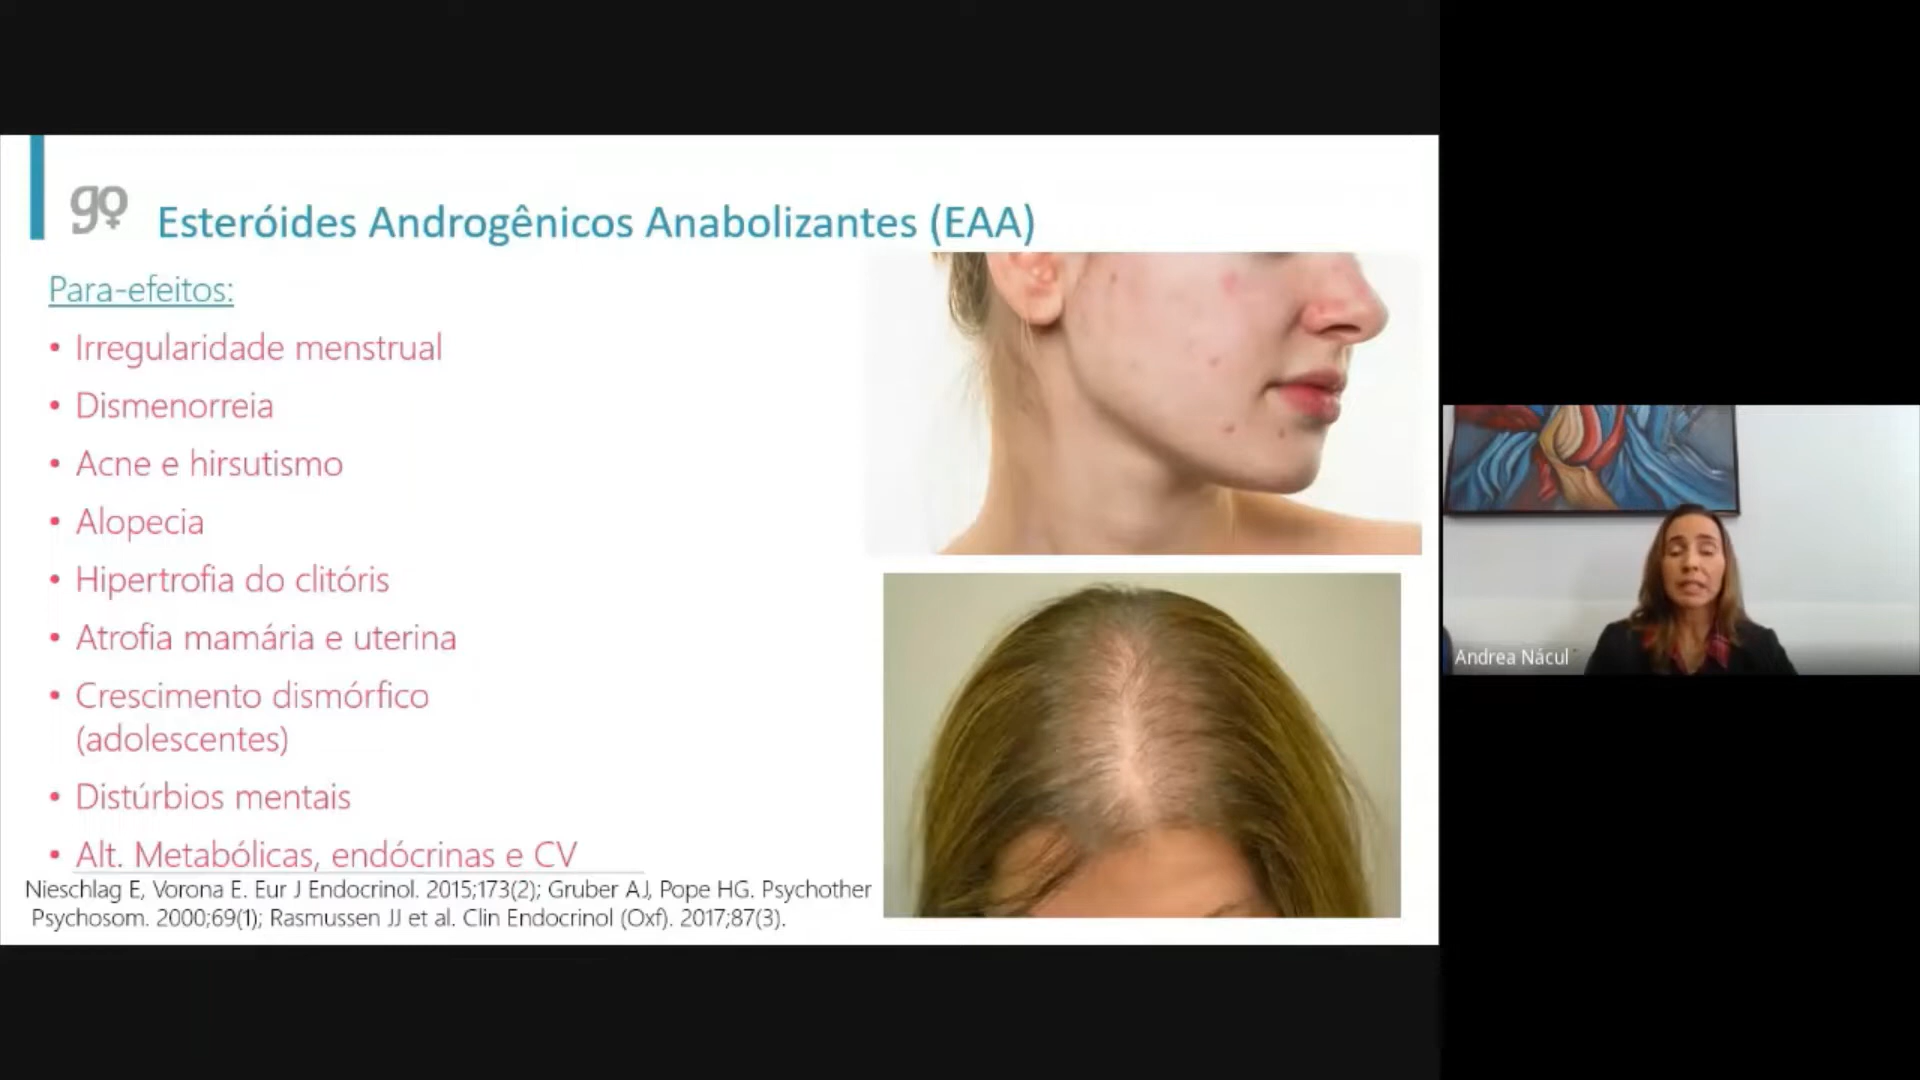 go
Esteróides Androgênicos Anabolizantes (EAA)
Para-efeitos:
• Irregularidade menstrual
• Dismenorreia
• Acne e hirsutismo
• Alopecia
• Hipertrofia do clitóris
• Atrofia mamária e uterina
• Crescimento dismórfico
(adolescentes)
• Distúrbios mentais
• Alt. Metabólicas, endócrinas e CV
Nieschlag E, Vorona E. Eur J Endocrinol. 2015;173(2); Gruber AJ, Pope HG. Psychother
Psychosom. 2000;69(1); Rasmussen JJ et al. Clin Endocrinol (Oxf). 2017;87(3).
Andrea Nácul